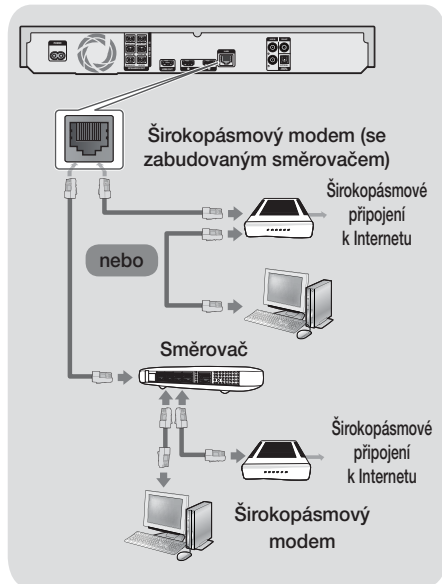 Širokopásmový modem (se
zabudovaným směrovačem)
Širokopásmové
připojení
k Internetu
nebo
Směrovač
Širokopásmové
připojení
k Internetu
Širokopásmový
modem